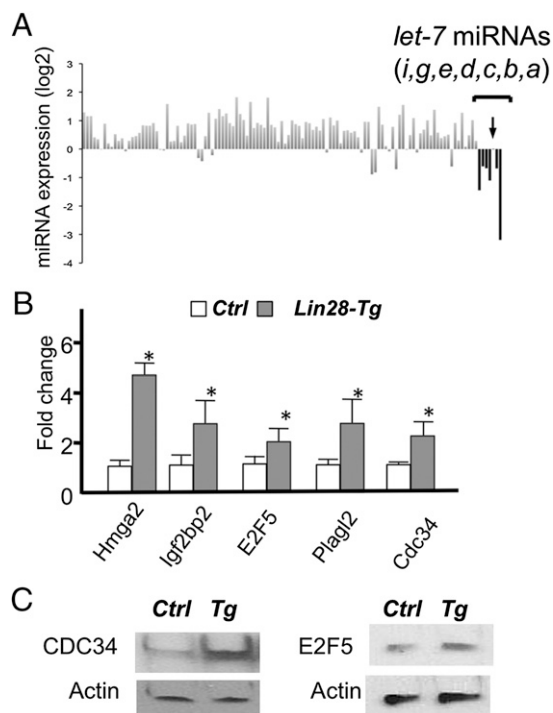 A
let-7 miRNAs
(i,g,e,d,c,b,a)
miRNA expression (log2)
3
2
1
0
-1
-2
-3
-4
B
Ctrl Lin28-Tg
Fold change
6
4
2
0
* * * * *
Hmga2
Igf2bp2
E2F5
Plagl2
Cdc34
C
Ctrl Tg
CDC34
Actin
Ctrl Tg
E2F5
Actin